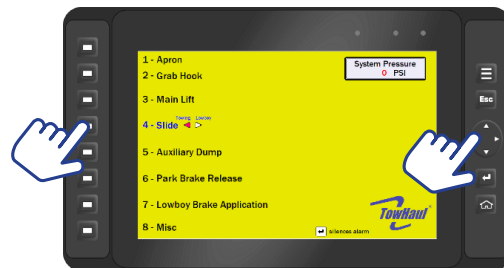 1 - Apron
2 - Grab Hook
System Pressure
0 PSI
3 - Main Lift
Towing Lowboy
4 - Slide
5 - Auxiliary Dump
6 - Park Brake Release
7 - Lowboy Brake Application
8 - Misc
silences alarm
TowHaul
Esc